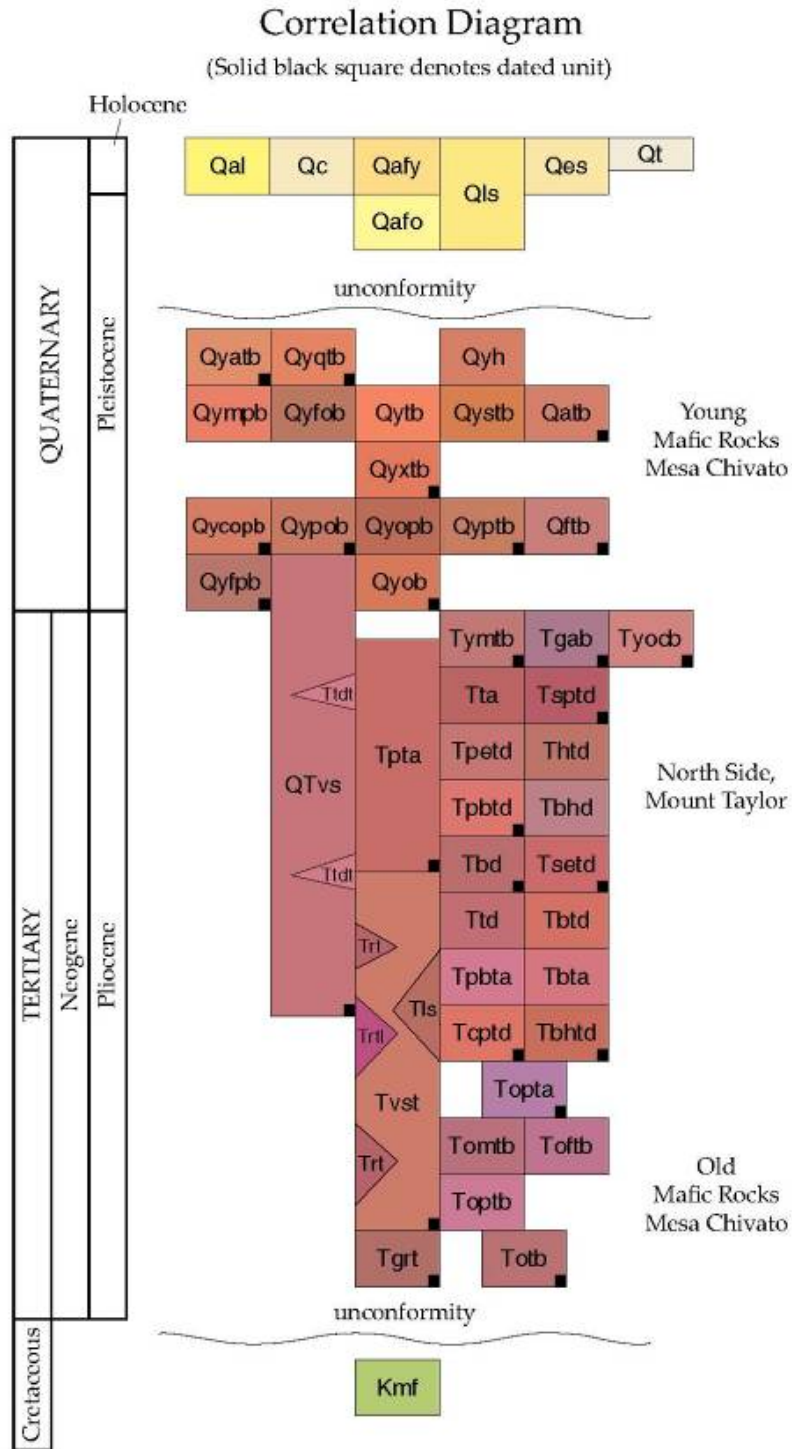 Correlation Diagram
(Solid black square denotes dated unit)
Holocene
Qal Qc Qafy Qls Qes Qt
Qafo
unconformity
QUATERNARY
Pleistocene
Qyatb Qyqtb Qyh
Qympb Qyfob Qytb Qystb Qatb
Young
Mafic Rocks
Mesa Chivato
Qyxtb
Qycopb Qypob Qyopb Qyptb Qftb
Qyfpb Qyob
TERTIARY
Neogene
Pliocene
Tymtb Tgab Tyodb
Ttdt Tta Tsptd
QTvs Tpta Tpetd Thtd
North Side,
Mount Taylor
Tpbtd Tbhd
Ttdt Tbd Tsetd
Ttd Tbtd
Trt
Tpbta Tbta
Tls
Trtl Tcptd Tbhtd
Topta
Tvst
Tomtb Toftb
Trt
Old
Mafic Rocks
Mesa Chivato
Toptb
Tgrt Totb
unconformity
Cretaceous
Kmf